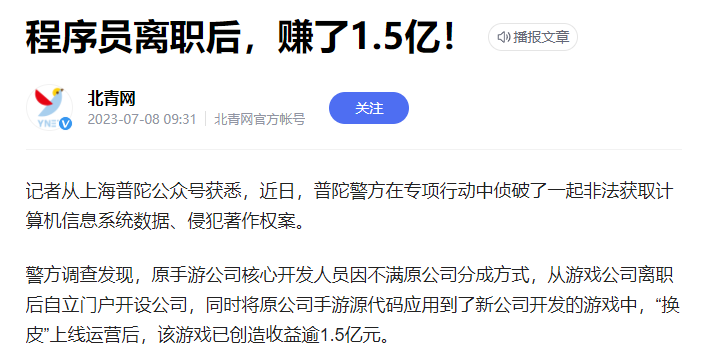 程序员离职后，赚了1.5亿！
播报文章
北青网
2023-07-08 09:31
北青网官方帐号
关注
YNET
记者从上海普陀公众号获悉，近日，普陀警方在专项行动中侦破了一起非法获取计
算机信息系统数据、侵犯著作权案。
警方调查发现，原手游公司核心开发人员因不满原公司分成方式，从游戏公司离职
后自立门户开设公司，同时将原公司手游源代码应用到了新公司开发的游戏中，“换
皮”上线运营后，该游戏已创造收益逾1.5亿元。